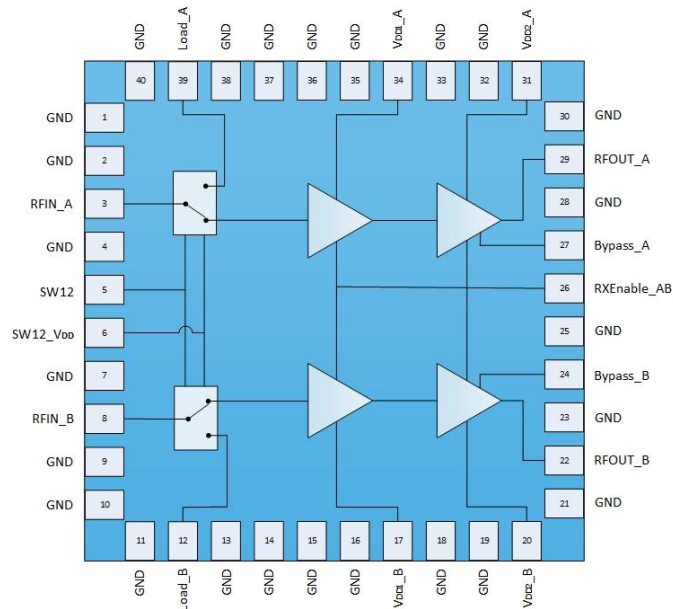 GND
Load_A
GND
GND
GND
GND
VDD1_A
GND
GND
VDD2_A
40
39
38
37
36
35
34
33
32
31
GND 1
GND 2
RFIN_A 3
GND 4
SW12 5
SW12_VDD 6
GND 7
RFIN_B 8
GND 9
GND 10
30 GND
29 RFOUT_A
28 GND
27 Bypass_A
26 RXEnable_AB
25 GND
24 Bypass_B
23 GND
22 RFOUT_B
21 GND
11
12
13
14
15
16
17
18
19
20
GND
Load_B
GND
GND
GND
GND
VDD1_B
GND
GND
VDD2_B